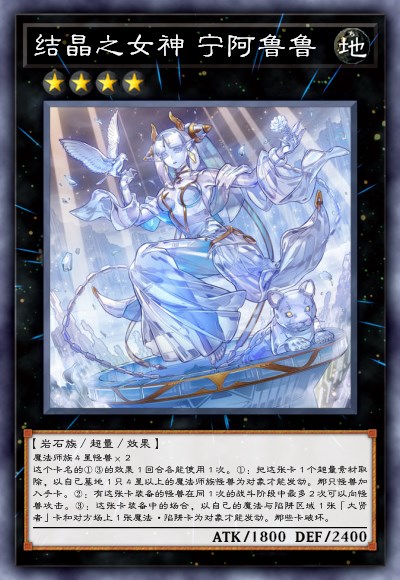 结晶之女神 宁阿鲁鲁
地
【岩石族／超量／效果】
魔法师族4星怪兽×2
这个卡名的①③的效果1回合各能使用1次。①：把这张卡1个超量素材取
除，以自己墓地1只4星以上的魔法师族怪兽为对象才能发动。那只怪兽加
入手卡。②：有这张卡装备的怪兽在同1次的战斗阶段中最多2次可以向怪
兽攻击。③：这张卡装备中的场合，以自己的魔法与陷阱区域1张「大贤
者」卡和对方场上1张魔法·陷阱卡为对象才能发动。那些卡破坏。
ATK/1800 DEF/2400